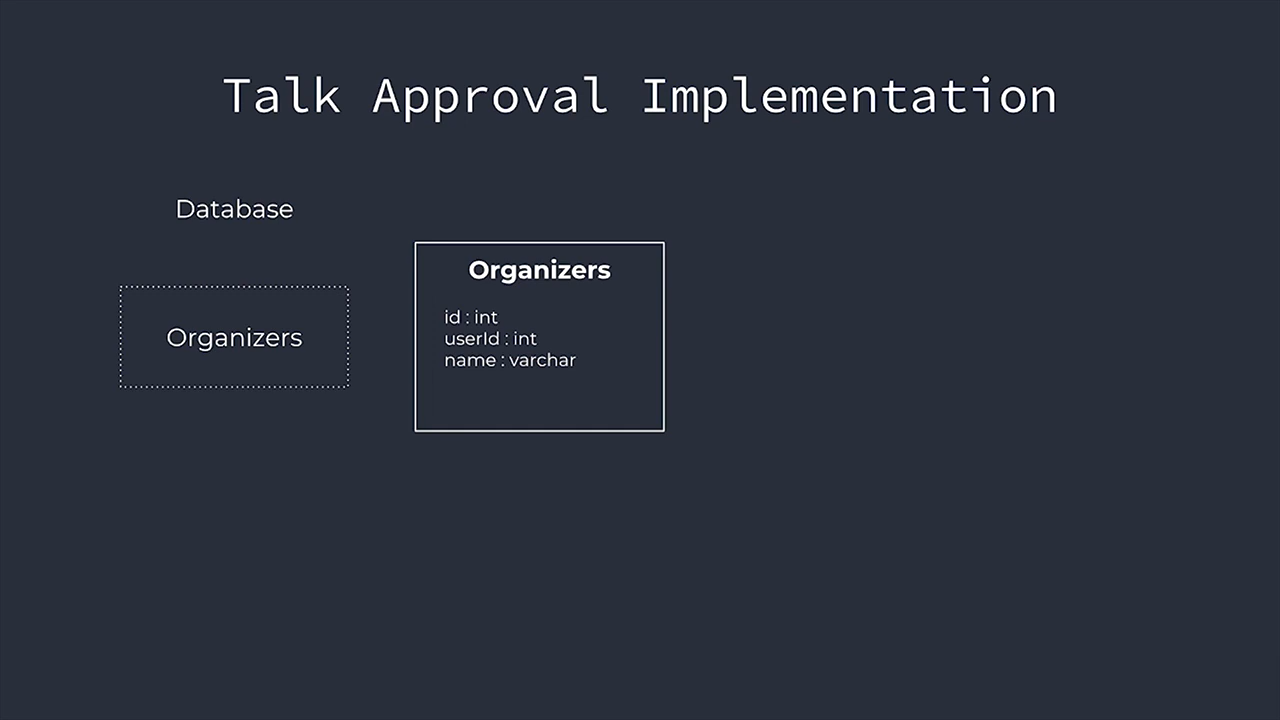 Talk Approval Implementation
Database
Organizers
Organizers
id : int
userId : int
name : varchar